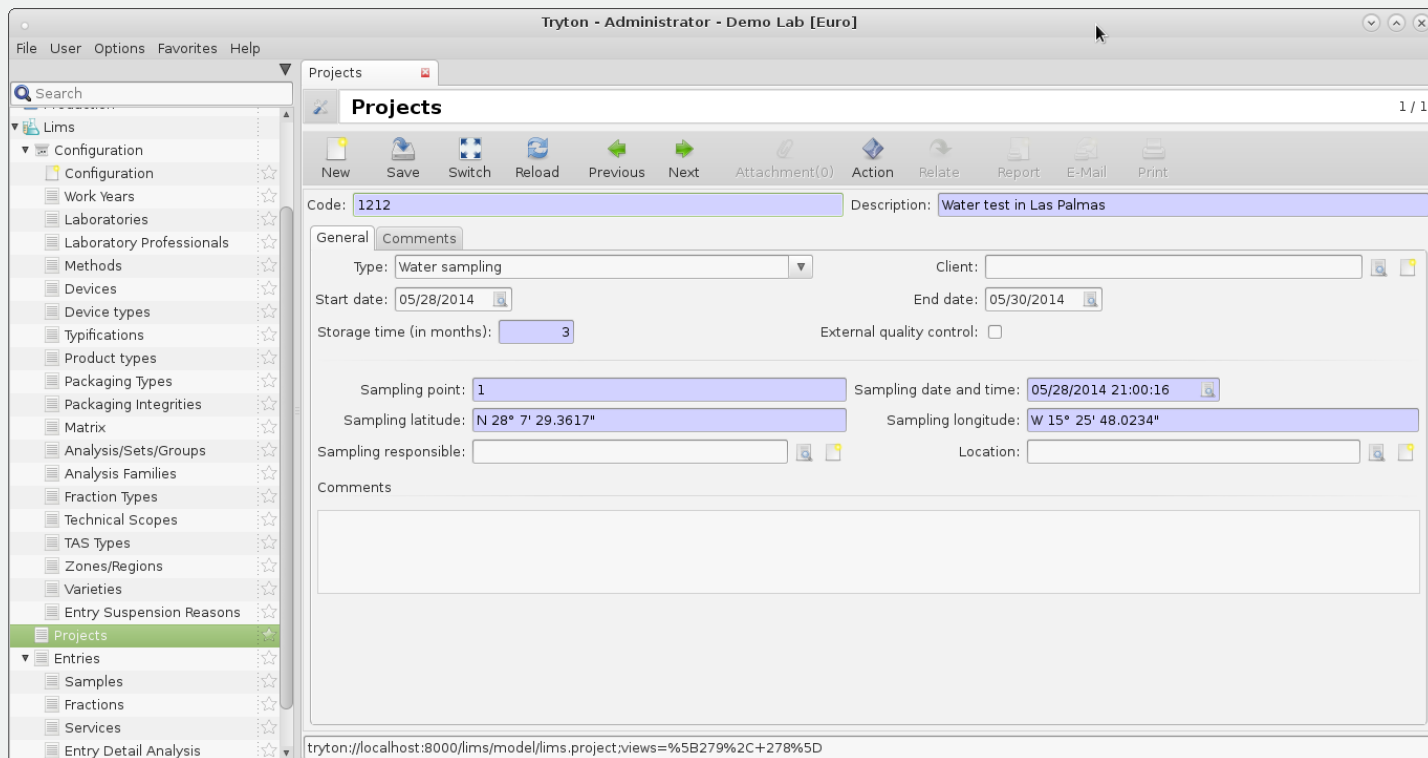 Tryton - Administrator - Demo Lab [Euro]
File User Options Favorites Help
Search
Lims
Configuration
Configuration
Work Years
Laboratories
Laboratory Professionals
Methods
Devices
Device types
Typifications
Product types
Packaging Types
Packaging Integrities
Matrix
Analysis/Sets/Groups
Analysis Families
Fraction Types
Technical Scopes
TAS Types
Zones/Regions
Varieties
Entry Suspension Reasons
Projects
Entries
Samples
Fractions
Services
Entry Detail Analysis
Projects
Projects 1 / 1
New Save Switch Reload Previous Next Attachment(0) Action Relate Report E-Mail Print
Code: 1212 Description: Water test in Las Palmas
General Comments
Type: Water sampling Client:
Start date: 05/28/2014 End date: 05/30/2014
Storage time (in months): 3 External quality control:
Sampling point: 1 Sampling date and time: 05/28/2014 21:00:16
Sampling latitude: N 28° 7' 29.3617" Sampling longitude: W 15° 25' 48.0234"
Sampling responsible: Location:
Comments
tryton://localhost:8000/lims/model/lims.project;views=%5B279%2C+278%5D